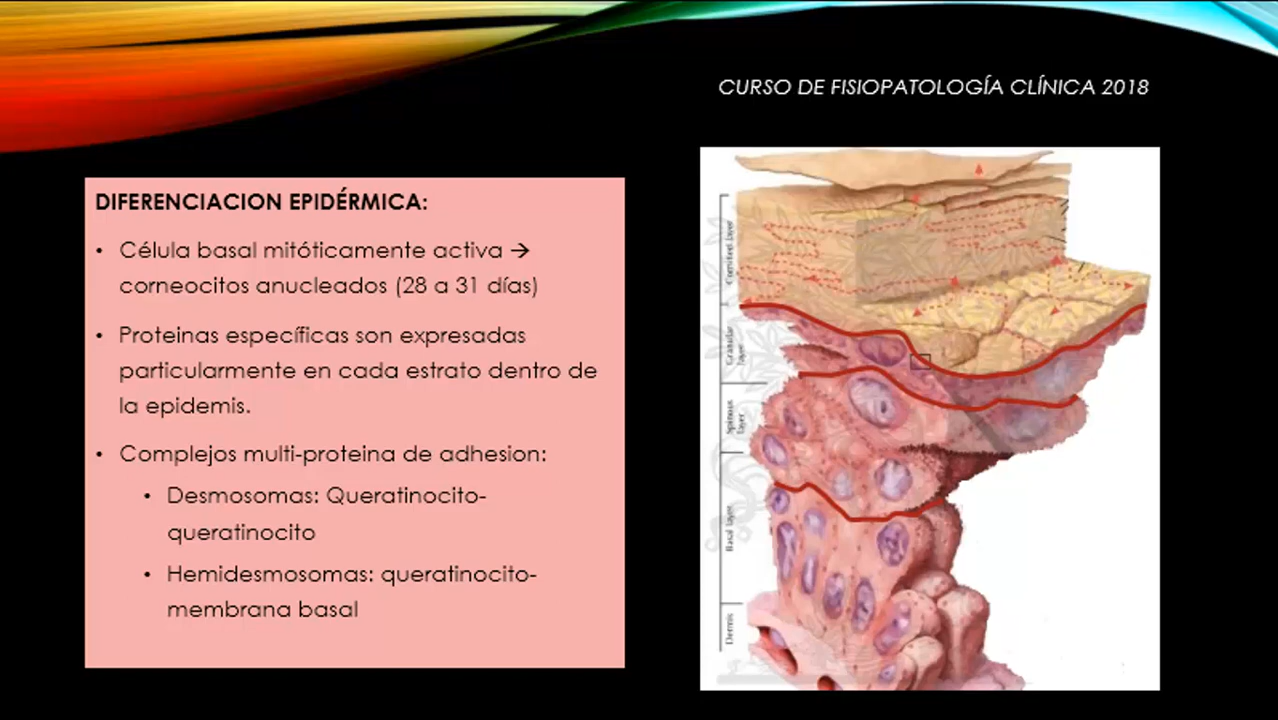 CURSO DE FISIOPATOLOGÍA CLÍNICA 2018
DIFERENCIACION EPIDÉRMICA:
• Célula basal mitóticamente activa →
corneocitos anucleados (28 a 31 días)
• Proteinas específicas son expresadas
particularmente en cada estrato dentro de
la epidemis.
• Complejos multi-proteina de adhesion:
• Desmosomas: Queratinocito-
queratinocito
• Hemidesmosomas: queratinocito-
membrana basal
Cornified layer
Granular
layer
Spinous
layer
Basal layer
Dermis